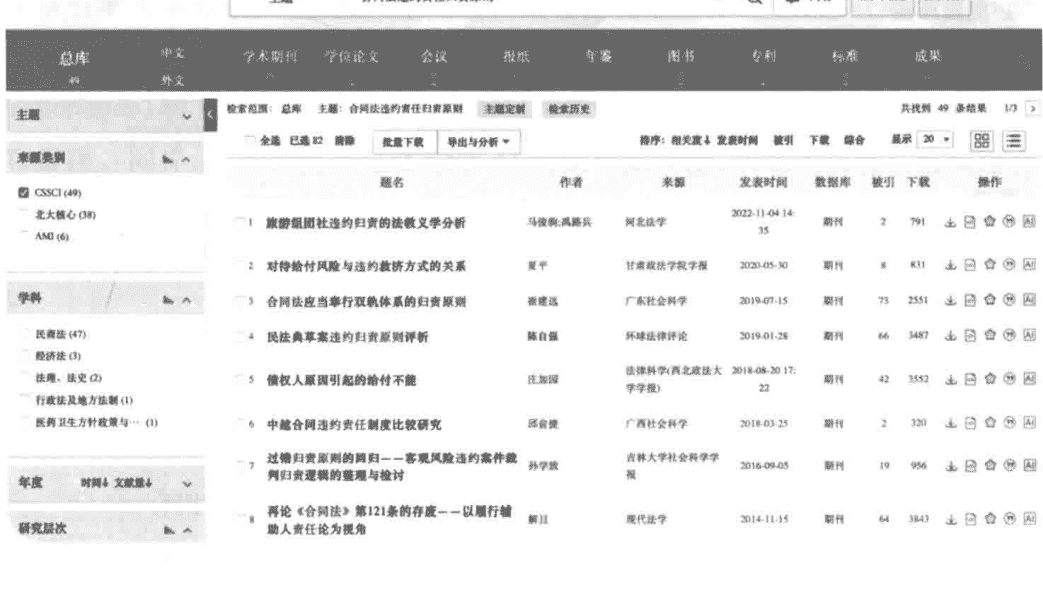 总库 中文 学术期刊 学位论文 会议 报纸 年鉴 图书 专利 标准 成果
49 外文
主题
检索范围: 总库 主题: 合同法违约责任归责原则 主题定制 检索历史 共找到 49 条结果 1/3
全选 已选 82 清除 批量下载 导出与分析 排序: 相关度↓ 发表时间 被引 下载 综合 显示 20
来源类别
CSSCI (49)
北大核心 (38)
AMI (6)
学科
民商法 (47)
经济法 (3)
法理、法史 (2)
行政法及地方法制 (1)
医药卫生方针政策与… (1)
年度 时间↓ 文献量↓
研究层次
题名 作者 来源 发表时间 数据库 被引 下载 操作
1 旅游组团社违约归责的法教义学分析 河北法学 2022-11-04 14:35 期刊 2 791
2 对待给付风险与违约救济方式的关系 夏平 甘肃政法学院学报 2020-05-30 期刊 8 831
3 合同法应当奉行双轨体系的归责原则 崔建远 广东社会科学 2019-07-15 期刊 73 2551
4 民法典草案违约归责原则评析 陈自强 环球法律评论 2019-01-28 期刊 66 3487
5 债权人原因引起的给付不能 庄加园 法律科学(西北政法大学学报) 2018-08-20 17:22 期刊 42 3552
6 中越合同违约责任制度比较研究 广西社会科学 2018-03-25 期刊 2 320
7 过错归责原则的回归——客观风险违约案件裁判归责逻辑的整理与检讨 孙学致 吉林大学社会科学学报 2016-09-05 期刊 19 956
8 再论《合同法》第121条的存废——以履行辅助人责任论为视角 解亘 现代法学 2014-11-15 期刊 64 3843